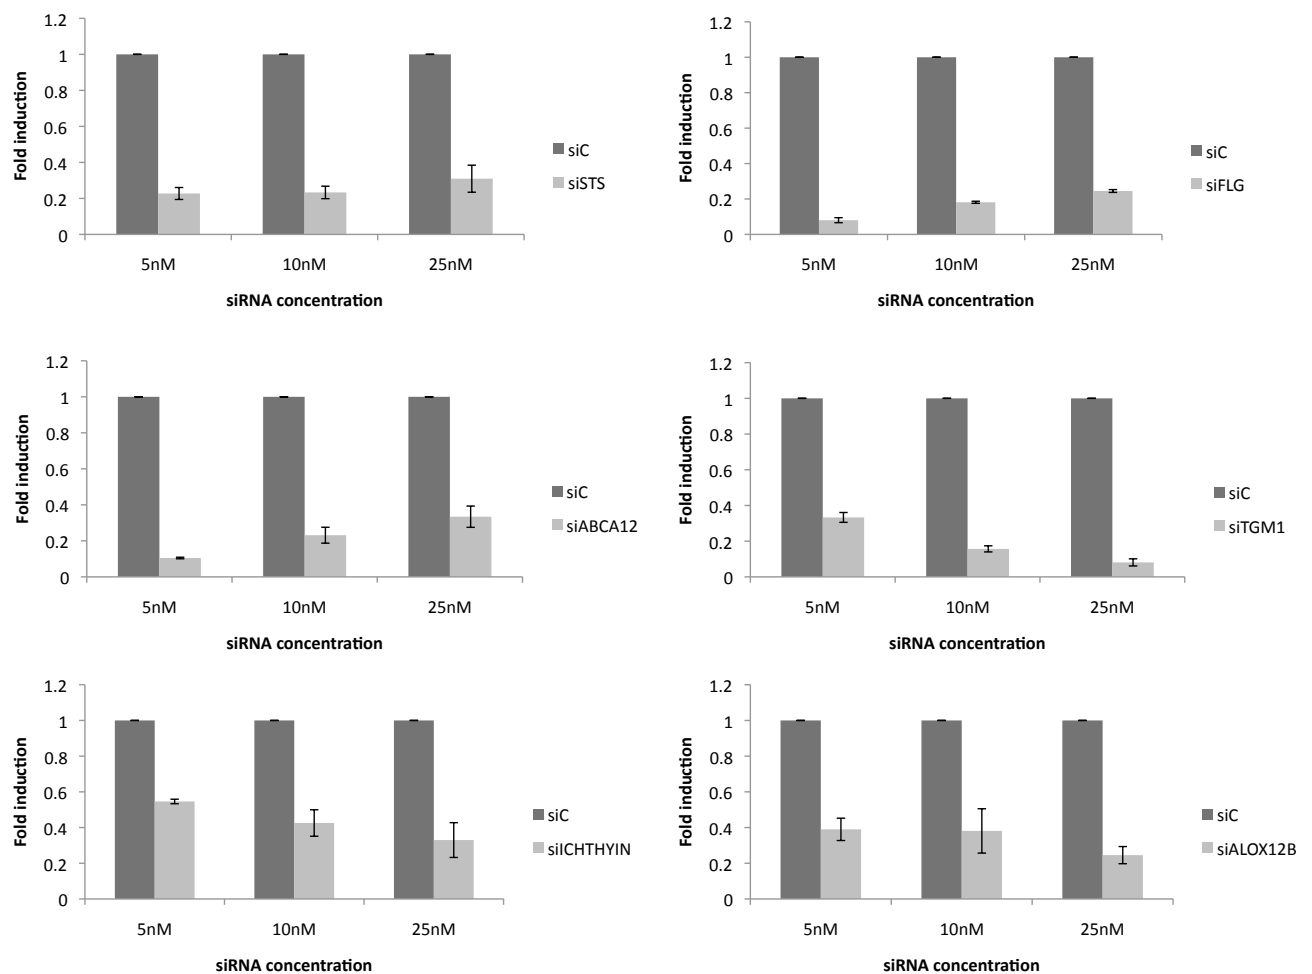 1.2
1
0.8
0.6
0.4
0.2
0
Fold induction
5nM 10nM 25nM
siRNA concentration
siC
siSTS
1.2
1
0.8
0.6
0.4
0.2
0
Fold induction
5nM 10nM 25nM
siRNA concentration
siC
siFLG
1.2
1
0.8
0.6
0.4
0.2
0
Fold induction
5nM 10nM 25nM
siRNA concentration
siC
siABCA12
1.2
1
0.8
0.6
0.4
0.2
0
Fold induction
5nM 10nM 25nM
siRNA concentration
siC
siTGM1
1.2
1
0.8
0.6
0.4
0.2
0
Fold induction
5nM 10nM 25nM
siRNA concentration
siC
siICHTHYIN
1.2
1
0.8
0.6
0.4
0.2
0
Fold induction
5nM 10nM 25nM
siRNA concentration
siC
siALOX12B